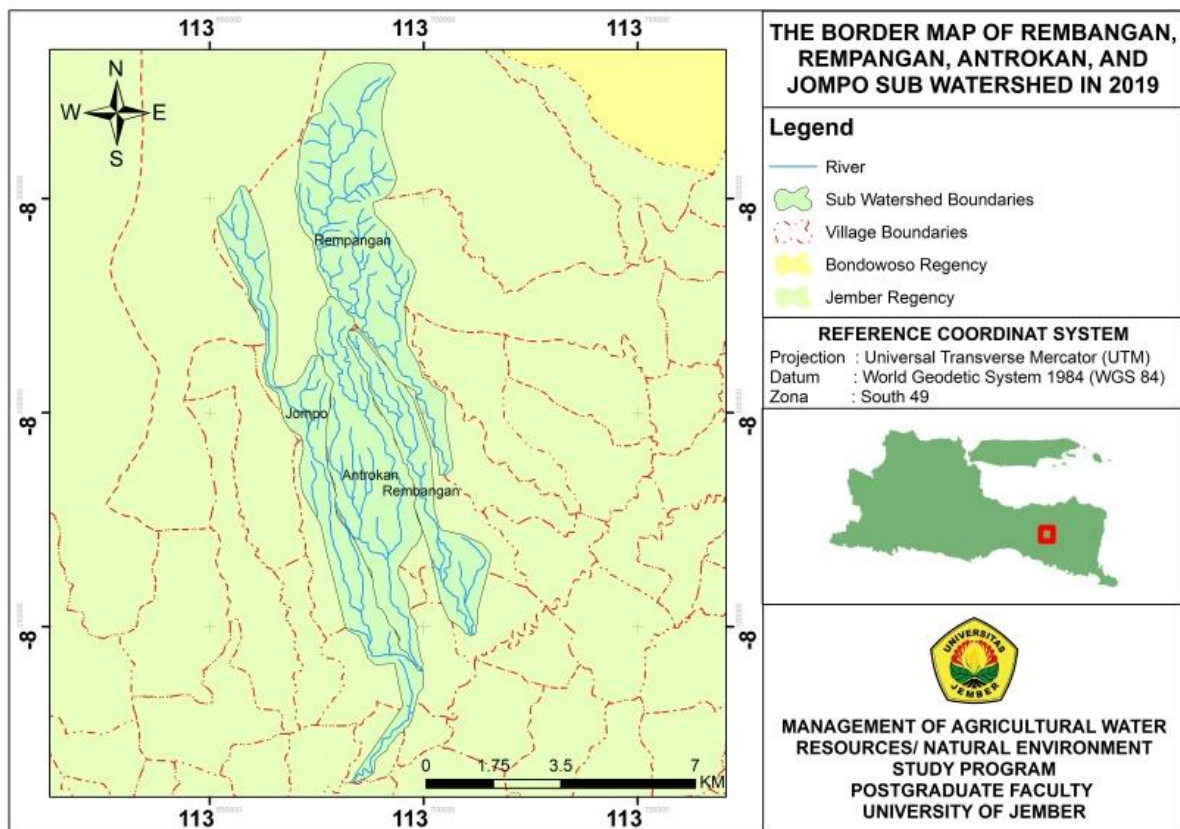 113
113
113
N
W
E
S
-8
-8
-8
-8
-8
-8
Rempangan
Jompo
Antrokan
Rembangan
0
1.75
3.5
7
KM
113
113
113
THE BORDER MAP OF REMBANGAN,
REMPANGAN, ANTROKAN, AND
JOMPO SUB WATERSHED IN 2019
Legend
River
Sub Watershed Boundaries
Village Boundaries
Bondowoso Regency
Jember Regency
REFERENCE COORDINAT SYSTEM
Projection : Universal Transverse Mercator (UTM)
Datum : World Geodetic System 1984 (WGS 84)
Zona : South 49
UNIVERSITAS
JEMBER
MANAGEMENT OF AGRICULTURAL WATER
RESOURCES/ NATURAL ENVIRONMENT
STUDY PROGRAM
POSTGRADUATE FACULTY
UNIVERSITY OF JEMBER